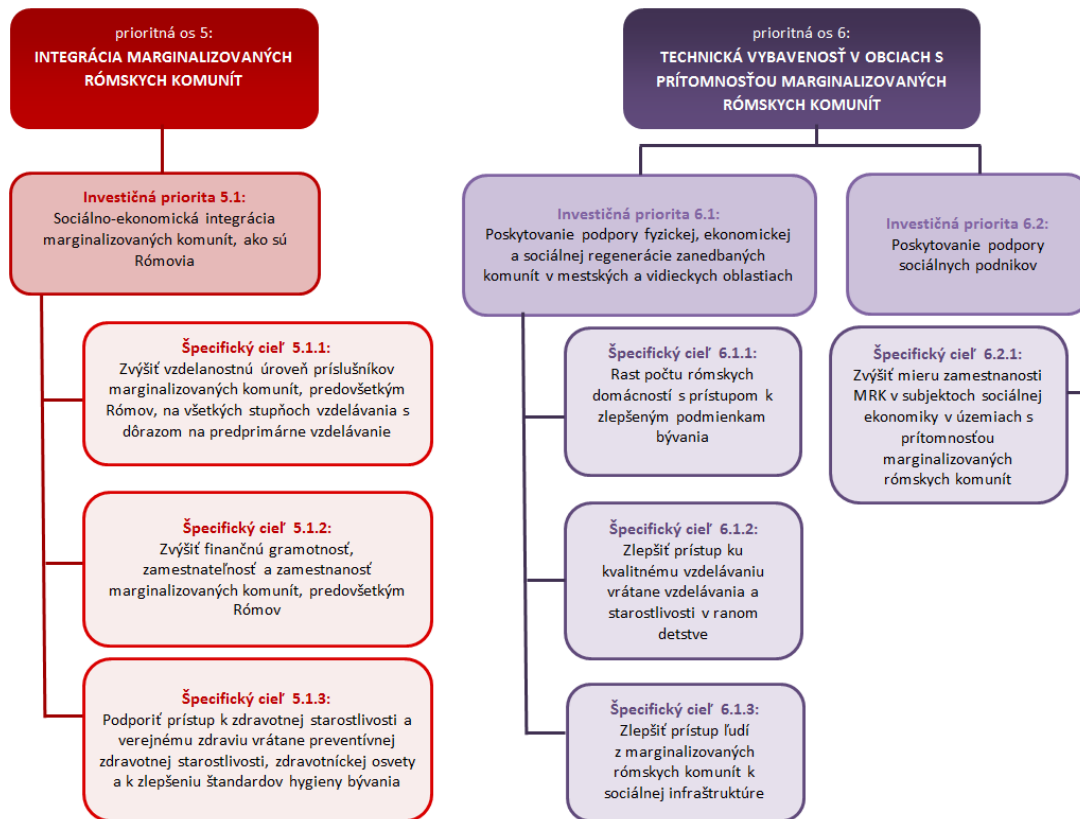 prioritná os 5:
INTEGRÁCIA MARGINALIZOVANÝCH
RÓMSKYCH KOMUNÍT
Investičná priorita 5.1:
Sociálno-ekonomická integrácia
marginalizovaných komunít, ako sú
Rómovia
Špecifický cieľ 5.1.1:
Zvýšiť vzdelanostnú úroveň príslušníkov
marginalizovaných komunít, predovšetkým
Rómov, na všetkých stupňoch vzdelávania s
dôrazom na predprimárne vzdelávanie
Špecifický cieľ 5.1.2:
Zvýšiť finančnú gramotnosť,
zamestnateľnosť a zamestnanosť
marginalizovaných komunít, predovšetkým
Rómov
Špecifický cieľ 5.1.3:
Podporiť prístup k zdravotnej starostlivosti a
verejnému zdraviu vrátane preventívnej
zdravotnej starostlivosti, zdravotníckej osvety
a k zlepšeniu štandardov hygieny bývania
prioritná os 6:
TECHNICKÁ VYBAVENOSŤ V OBCIACH S
PRÍTOMNOSŤOU MARGINALIZOVANÝCH
RÓMSKYCH KOMUNÍT
Investičná priorita 6.1:
Poskytovanie podpory fyzickej, ekonomickej
a sociálnej regenerácie zanedbaných
komunít v mestských a vidieckych oblastiach
Špecifický cieľ 6.1.1:
Rast počtu rómskych
domácností s prístupom k
zlepšeným podmienkam
bývania
Špecifický cieľ 6.1.2:
Zlepšiť prístup ku
kvalitnému vzdelávaniu
vrátane vzdelávania a
starostlivosti v ranom
detstve
Špecifický cieľ 6.1.3:
Zlepšiť prístup ľudí
z marginalizovaných
rómskych komunít k
sociálnej infraštruktúre
Investičná priorita 6.2:
Poskytovanie podpory
sociálnych podnikov
Špecifický cieľ 6.2.1:
Zvýšiť mieru zamestnanosti
MRK v subjektoch sociálnej
ekonomiky v územiach s
prítomnosťou
marginalizovaných
rómskych komunít